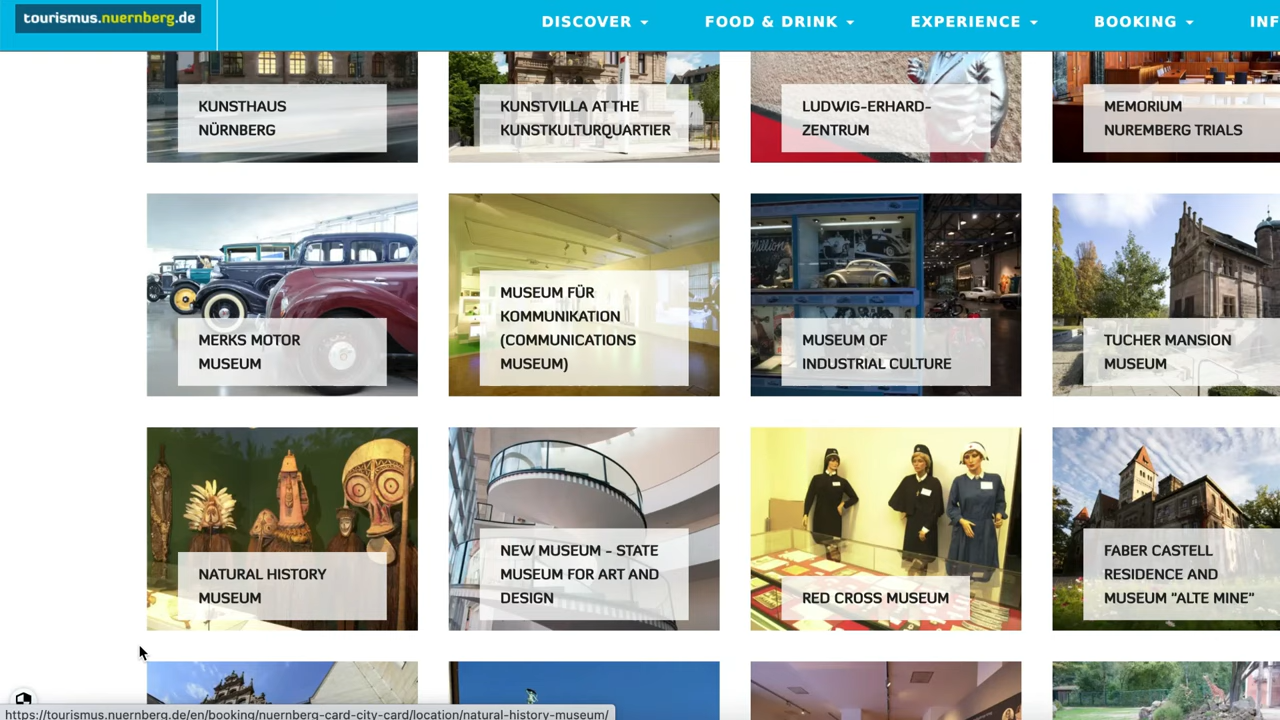 tourismus.nuernberg.de
DISCOVER
FOOD & DRINK
EXPERIENCE
BOOKING
KUNSTHAUS
NÜRNBERG
KUNSTVILLA AT THE
KUNSTKULTURQUARTIER
LUDWIG-ERHARD-
ZENTRUM
MEMORIUM
NUREMBERG TRIALS
MERKS MOTOR
MUSEUM
MUSEUM FÜR
KOMMUNIKATION
(COMMUNICATIONS
MUSEUM)
Million
MUSEUM OF
INDUSTRIAL CULTURE
TUCHER MANSION
MUSEUM
NATURAL HISTORY
MUSEUM
NEW MUSEUM - STATE
MUSEUM FOR ART AND
DESIGN
RED CROSS MUSEUM
FABER CASTELL
RESIDENCE AND
MUSEUM "ALTE MINE"
https://tourismus.nuernberg.de/en/booking/nuernberg-card-city-card/location/natural-history-museum/